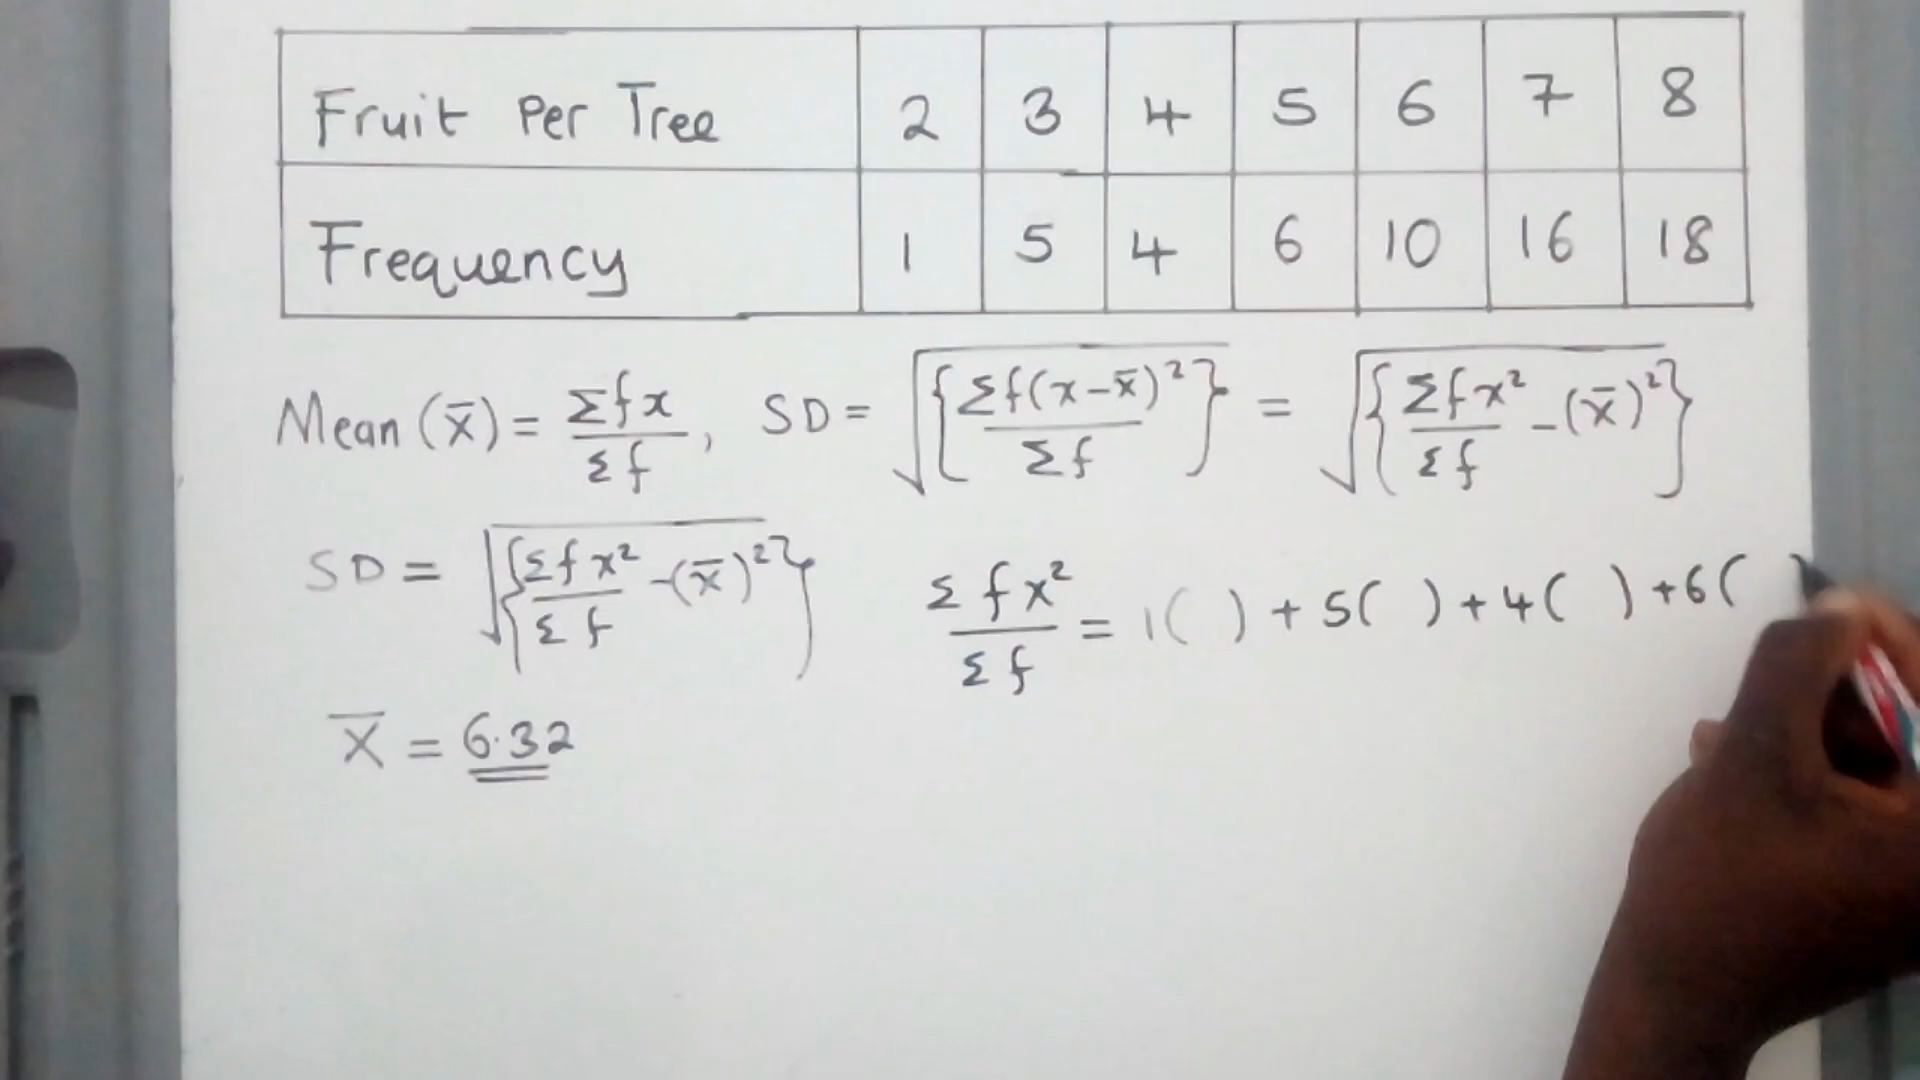 Fruit Per Tree 2 3 4 5 6 7 8
Frequency 1 5 4 6 10 16 18
Mean (x̄) = Σfx / Σf , SD = √{Σf(x-x̄)² / Σf} = √{Σfx² / Σf - (x̄)²}
SD = √{Σfx² / Σf - (x̄)²}
Σfx² / Σf = 1( ) + 5( ) + 4( ) + 6( )
X̄ = 6.32